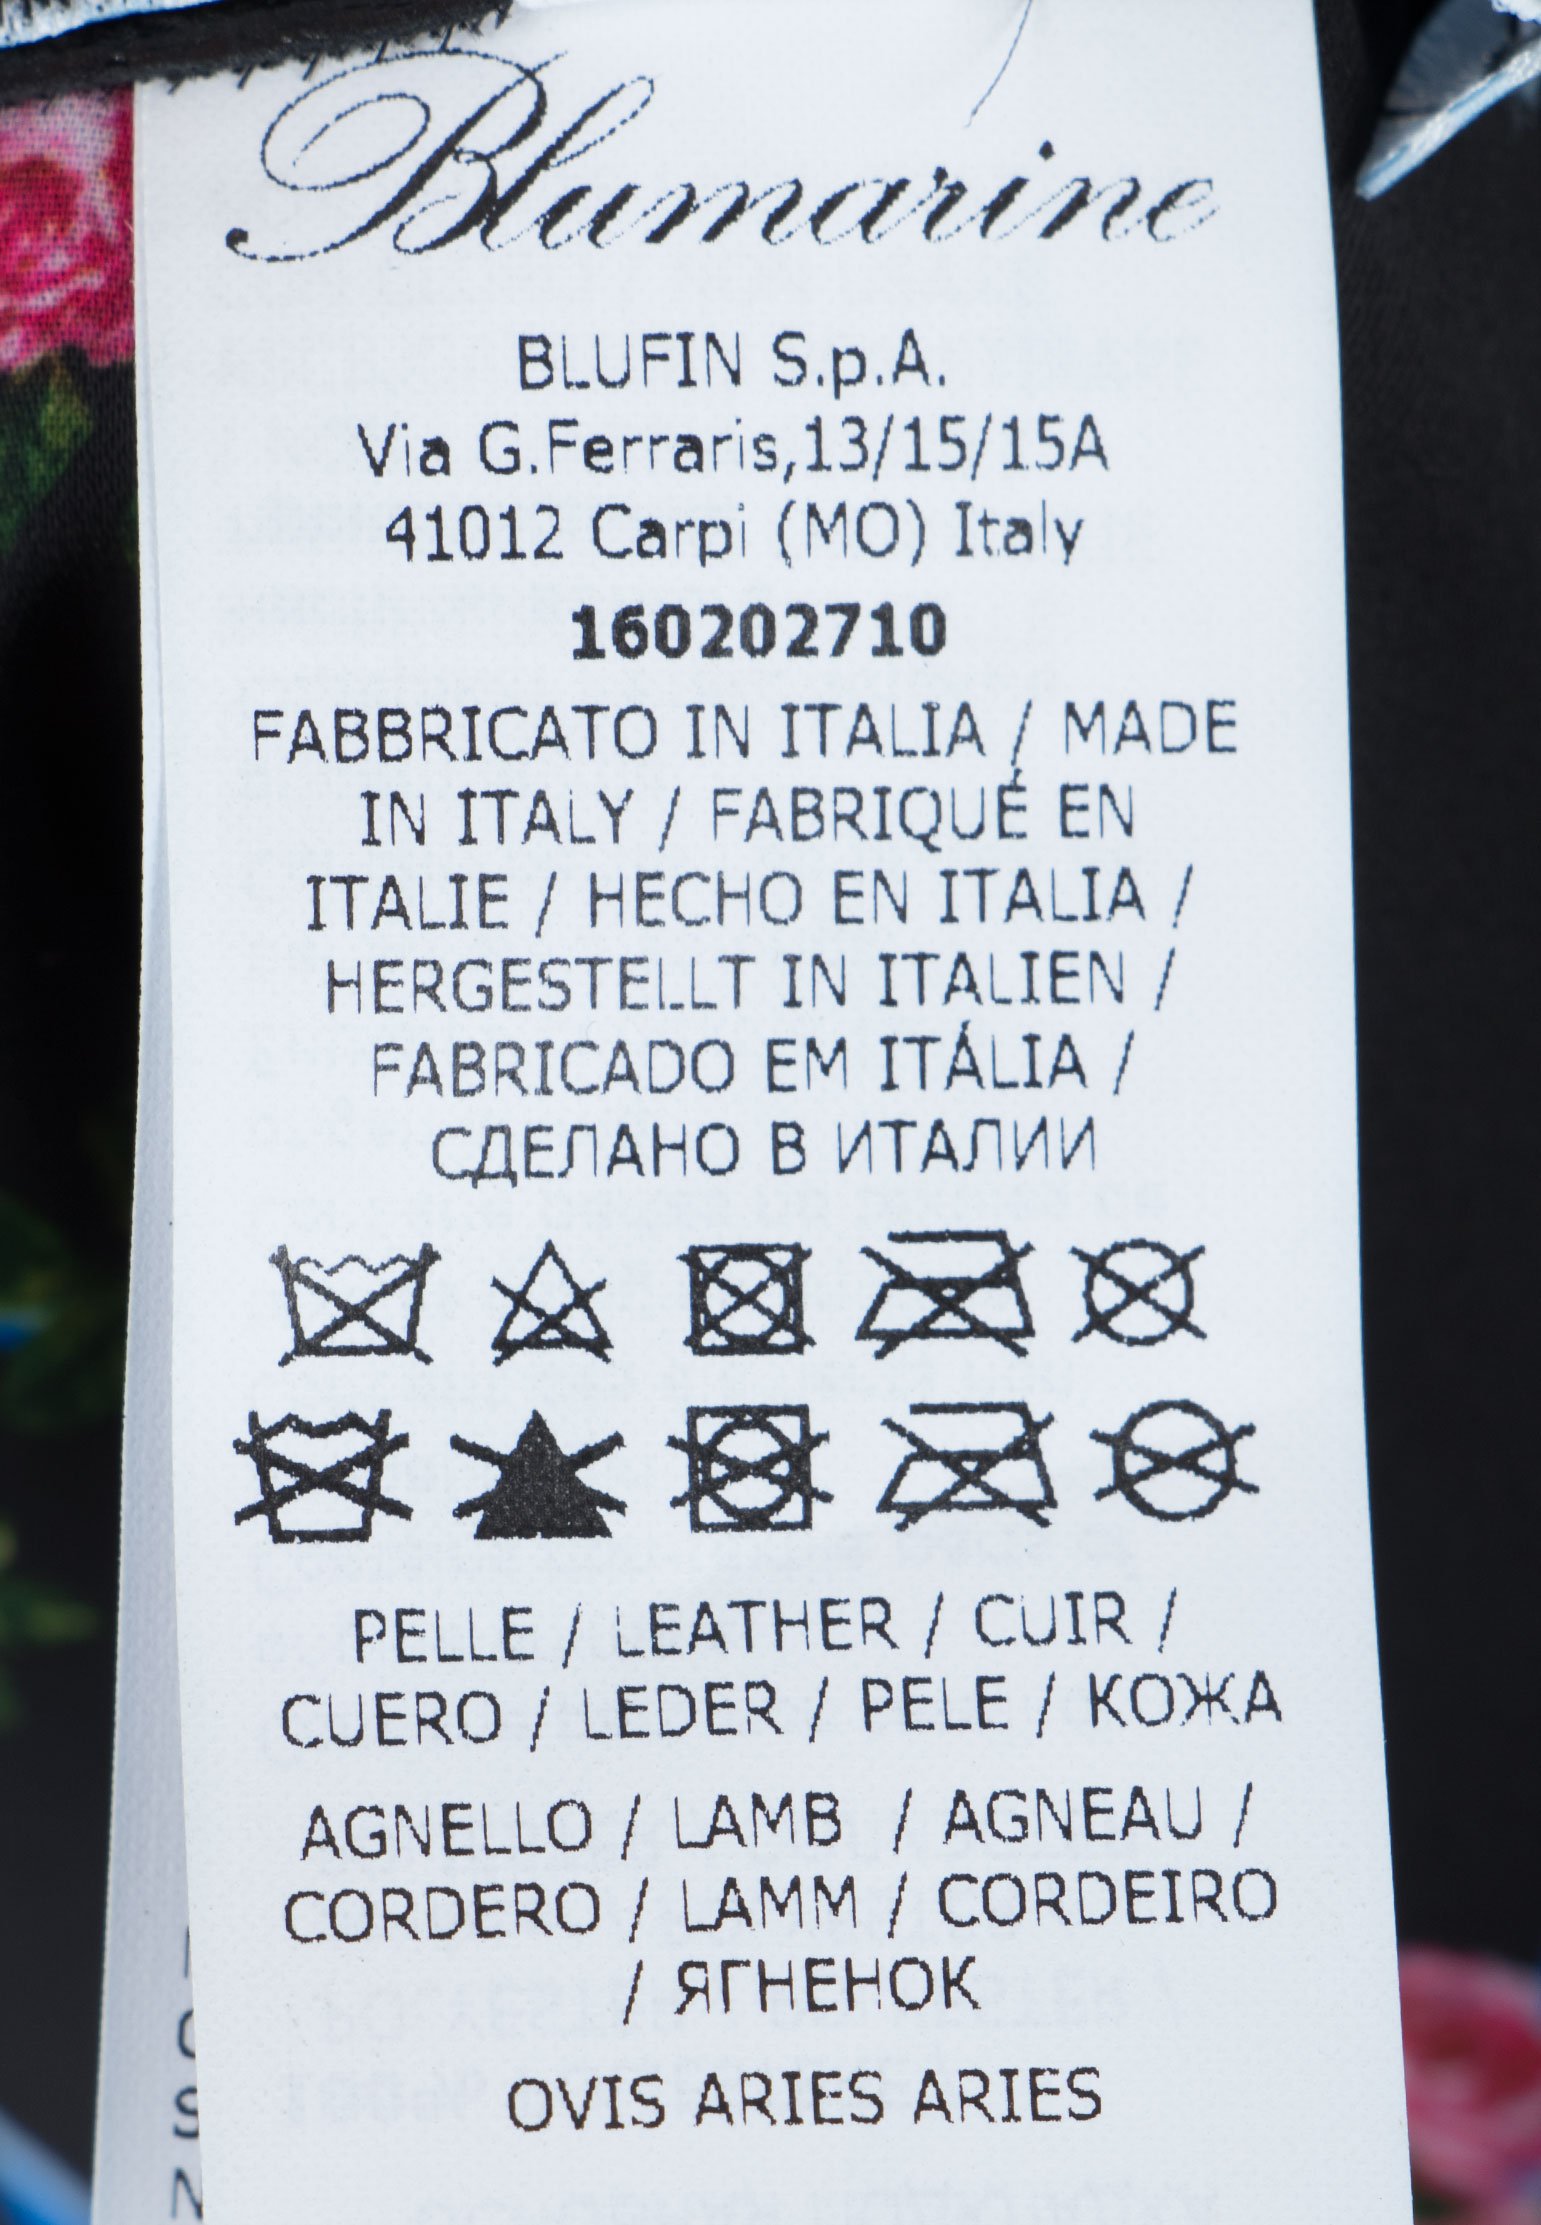 Blumarine
BLUFIN S.p.A.
Via G.Ferraris,13/15/15A
41012 Carpi (MO) Italy
160202710
FABBRICATO IN ITALIA / MADE
IN ITALY / FABRIQUÉ EN
ITALIE / HECHO EN ITALIA /
HERGESTELLT IN ITALIEN /
FABRICADO EM ITÁLIA /
СДЕЛАНО В ИТАЛИИ
PELLE / LEATHER / CUIR /
CUERO / LEDER / PELE / КОЖА
AGNELLO / LAMB / AGNEAU /
CORDERO / LAMM / CORDEIRO
/ ЯГНЕНОК
OVIS ARIES ARIES